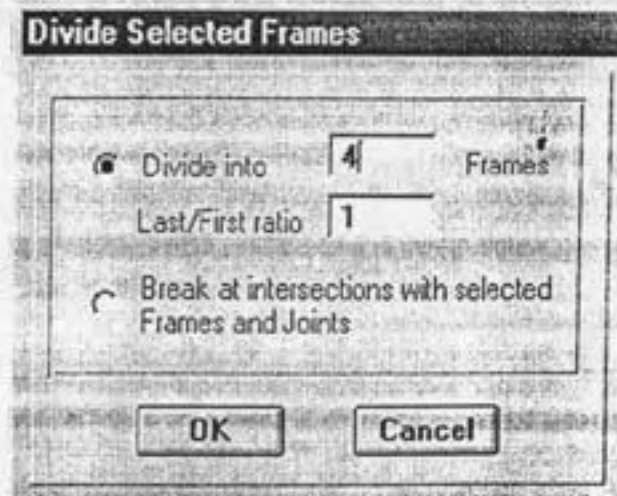 Divide Selected Frames
Divide into 4 Frames
Last/First ratio 1
Break at intersections with selected
Frames and Joints
OK Cancel